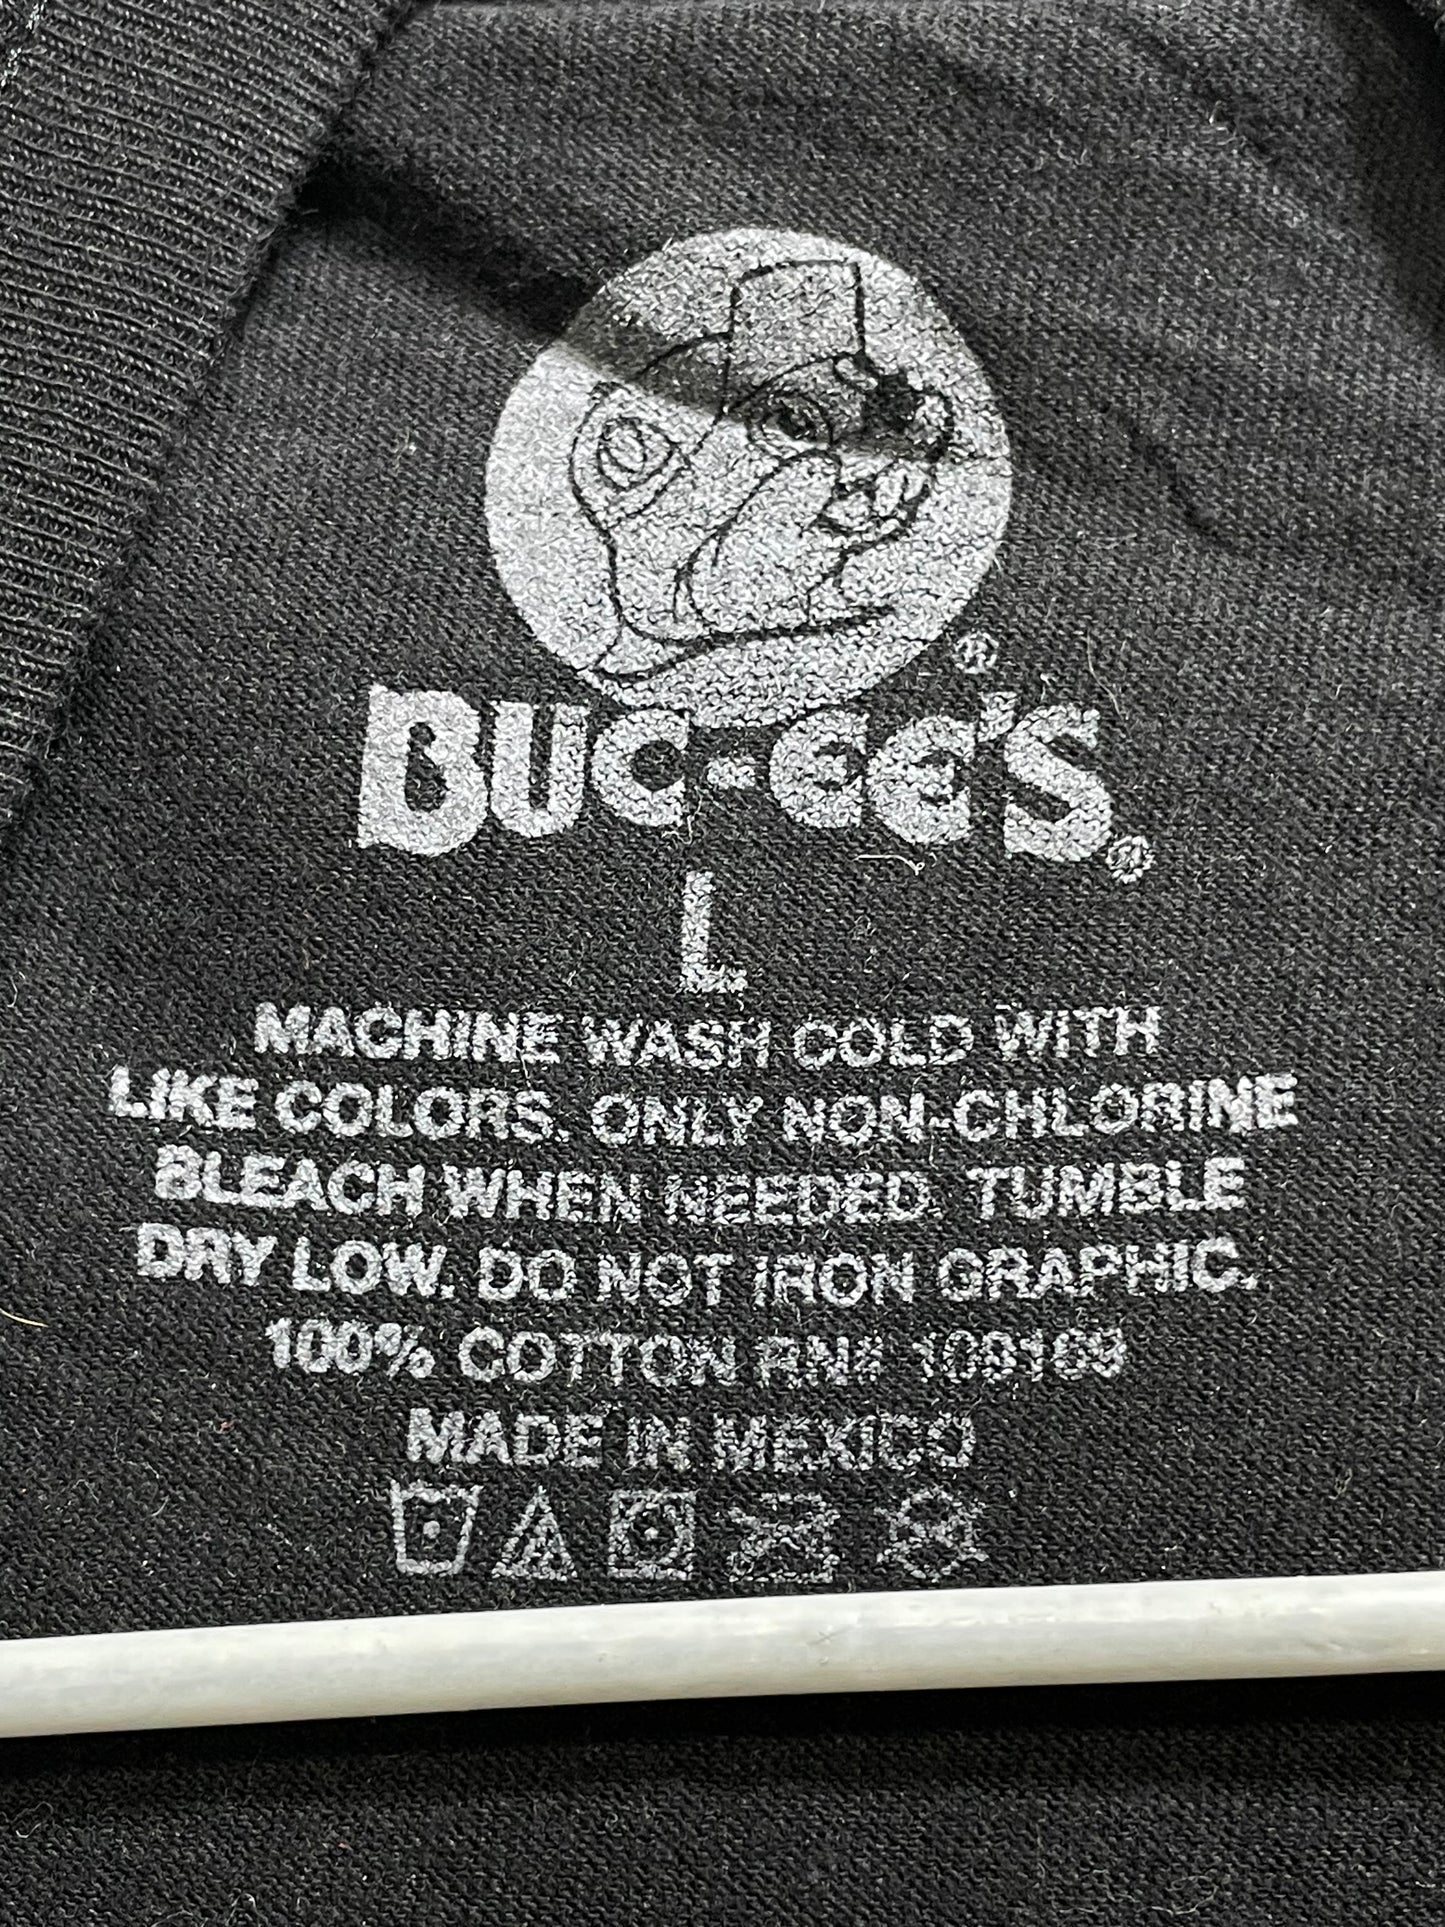 ®
BUC-EE'S®
L
MACHINE WASH COLD WITH
LIKE COLORS. ONLY NON-CHLORINE
BLEACH WHEN NEEDED. TUMBLE
DRY LOW. DO NOT IRON GRAPHIC.
100% COTTON RN#
MADE IN MEXICO